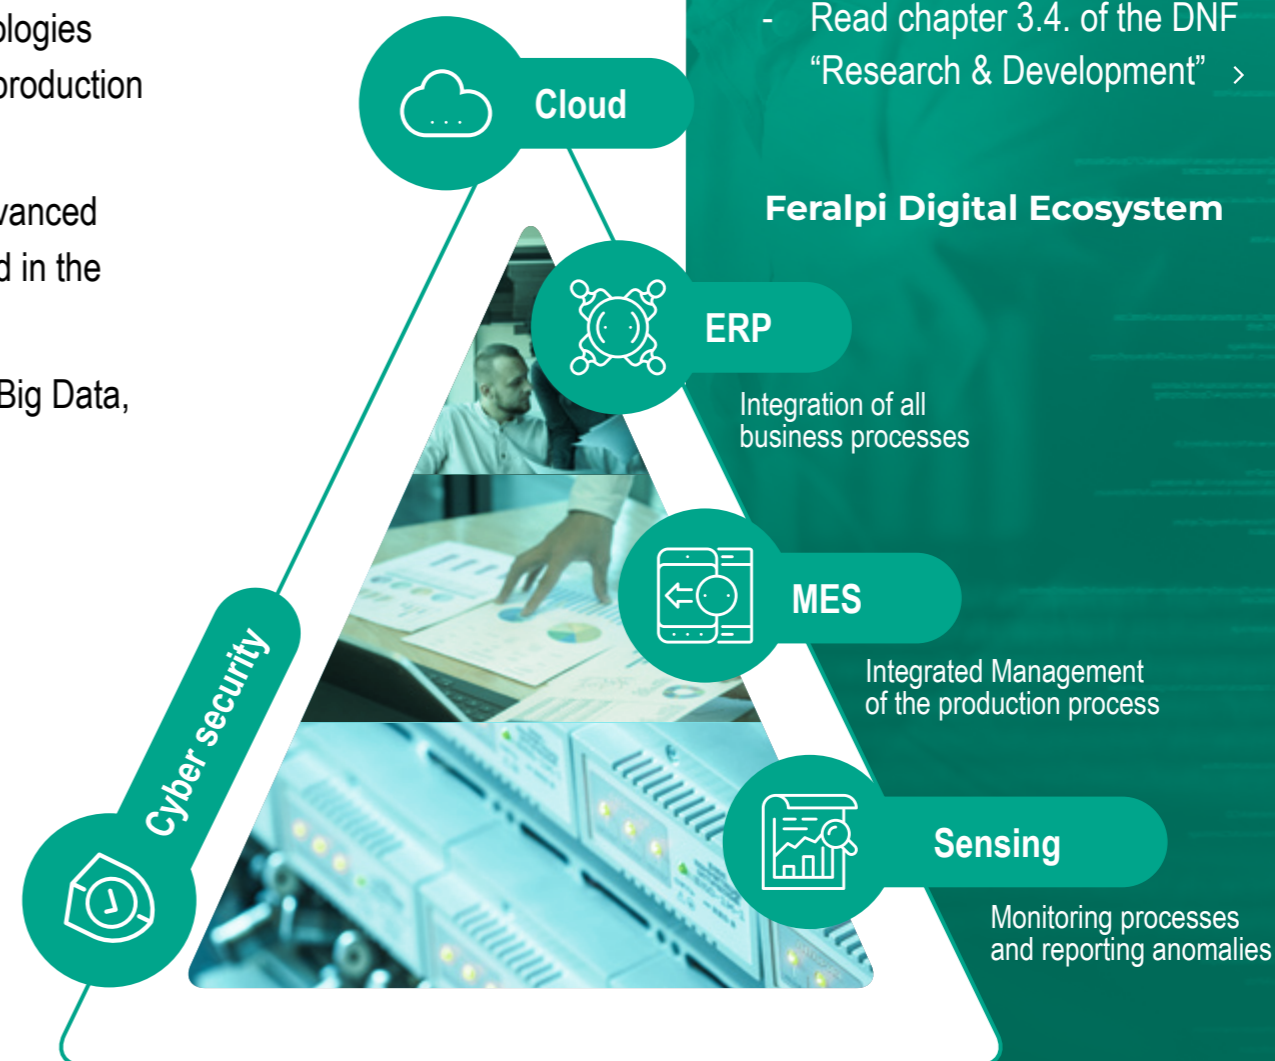 production
vanced
d in the
Big Data,
- Read chapter 3.4. of the DNF
“Research & Development” >
Feralpi Digital Ecosystem
Cloud
ERP
Integration of all
business processes
MES
Integrated Management
of the production process
Sensing
Monitoring processes
and reporting anomalies
Cyber security